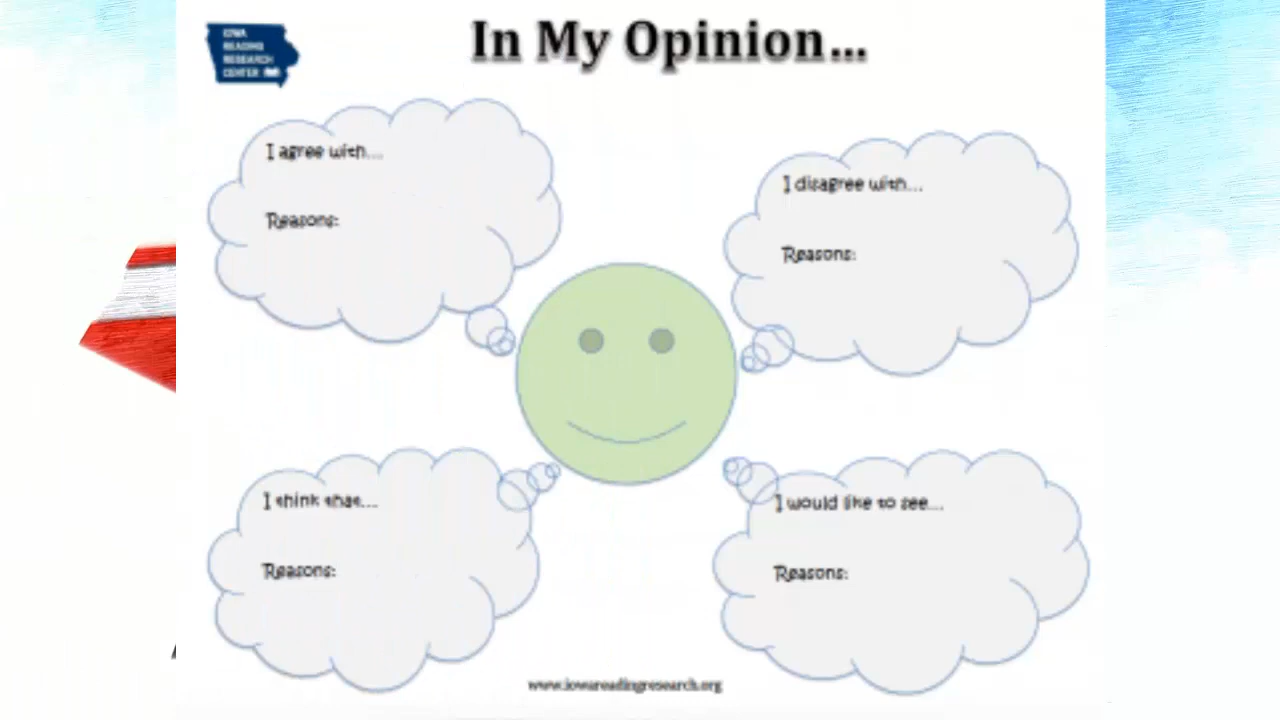 IOWA
READING
RESEARCH
CENTER
In My Opinion...
I agree with....
Reasons:
I disagree with...
Reasons:
I think that...
Reasons:
I would like to see...
Reasons:
www.iowareadingresearch.org